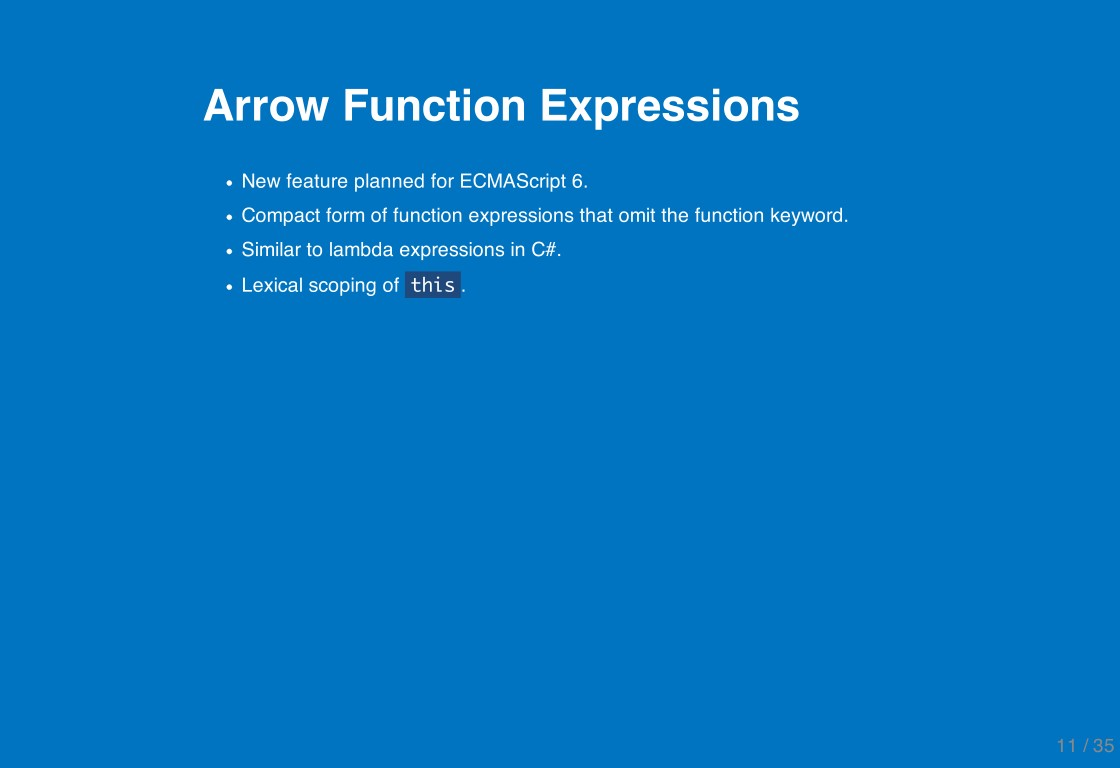 Arrow Function Expressions
• New feature planned for ECMAScript 6.
• Compact form of function expressions that omit the function keyword.
• Similar to lambda expressions in C#.
• Lexical scoping of this.
11 / 35